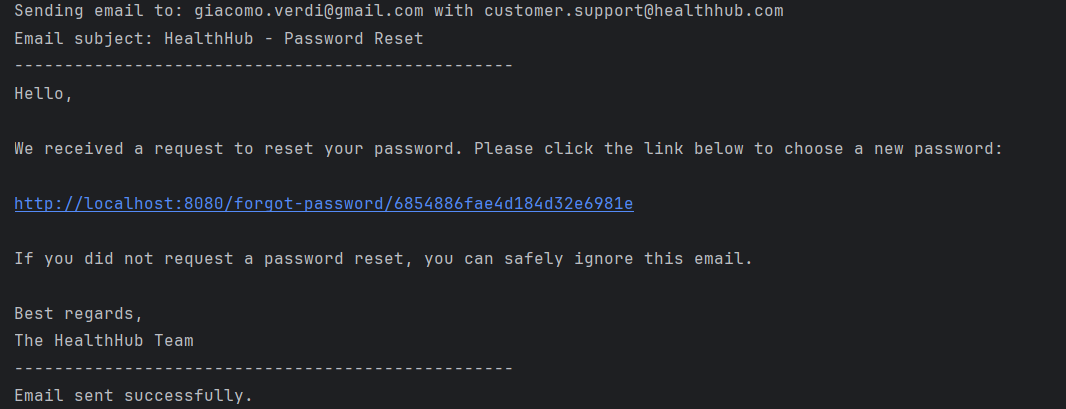 Sending email to: giacomo.verdi@gmail.com with customer.support@healthhub.com
Email subject: HealthHub - Password Reset
--------------------------------------------------
Hello,
We received a request to reset your password. Please click the link below to choose a new password:
http://localhost:8080/forgot-password/6854886fae4d184d32e6981e
If you did not request a password reset, you can safely ignore this email.
Best regards,
The HealthHub Team
--------------------------------------------------
Email sent successfully.